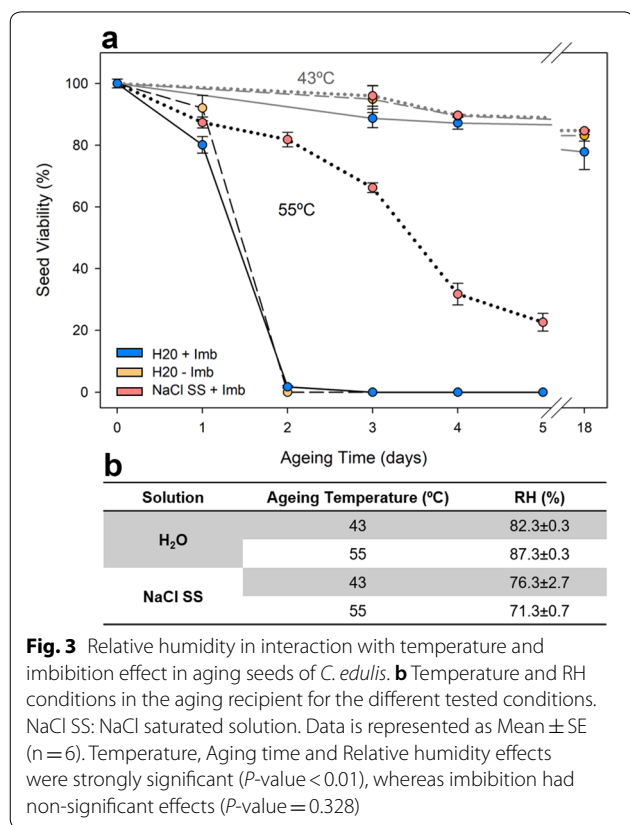 a
43ºC
55ºC
100
80
60
40
20
0
Seed Viability (%)
H20 + Imb
H20 - Imb
NaCl SS + Imb
0 1 2 3 4 5 18
Ageing Time (days)
b
Solution Ageing Temperature (ºC) RH (%)
H₂O 43 82.3±0.3
55 87.3±0.3
NaCl SS 43 76.3±2.7
55 71.3±0.7
Fig. 3 Relative humidity in interaction with temperature and
imbibition effect in aging seeds of C. edulis. b Temperature and RH
conditions in the aging recipient for the different tested conditions.
NaCl SS: NaCl saturated solution. Data is represented as Mean ± SE
(n = 6). Temperature, Aging time and Relative humidity effects
were strongly significant (P-value < 0.01), whereas imbibition had
non-significant effects (P-value = 0.328)